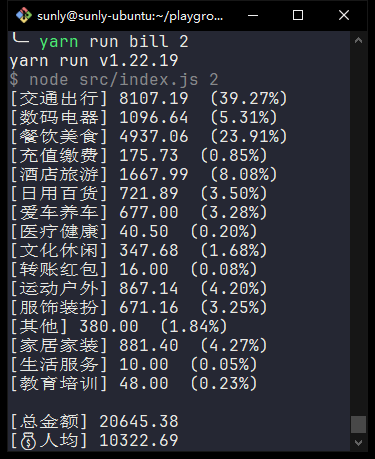 sunly@sunly-ubuntu:~/playgro...
╰─ yarn run bill 2
yarn run v1.22.19
$ node src/index.js 2
[交通出行] 8107.19  (39.27%)
[数码电器] 1096.64  (5.31%)
[餐饮美食] 4937.06  (23.91%)
[充值缴费] 175.73  (0.85%)
[酒店旅游] 1667.99  (8.08%)
[日用百货] 721.89  (3.50%)
[爱车养车] 677.00  (3.28%)
[医疗健康] 40.50  (0.20%)
[文化休闲] 347.68  (1.68%)
[转账红包] 16.00  (0.08%)
[运动户外] 867.14  (4.20%)
[服饰装扮] 671.16  (3.25%)
[其他] 380.00  (1.84%)
[家居家装] 881.40  (4.27%)
[生活服务] 10.00  (0.05%)
[教育培训] 48.00  (0.23%)
[总金额] 20645.38
[💰人均] 10322.69